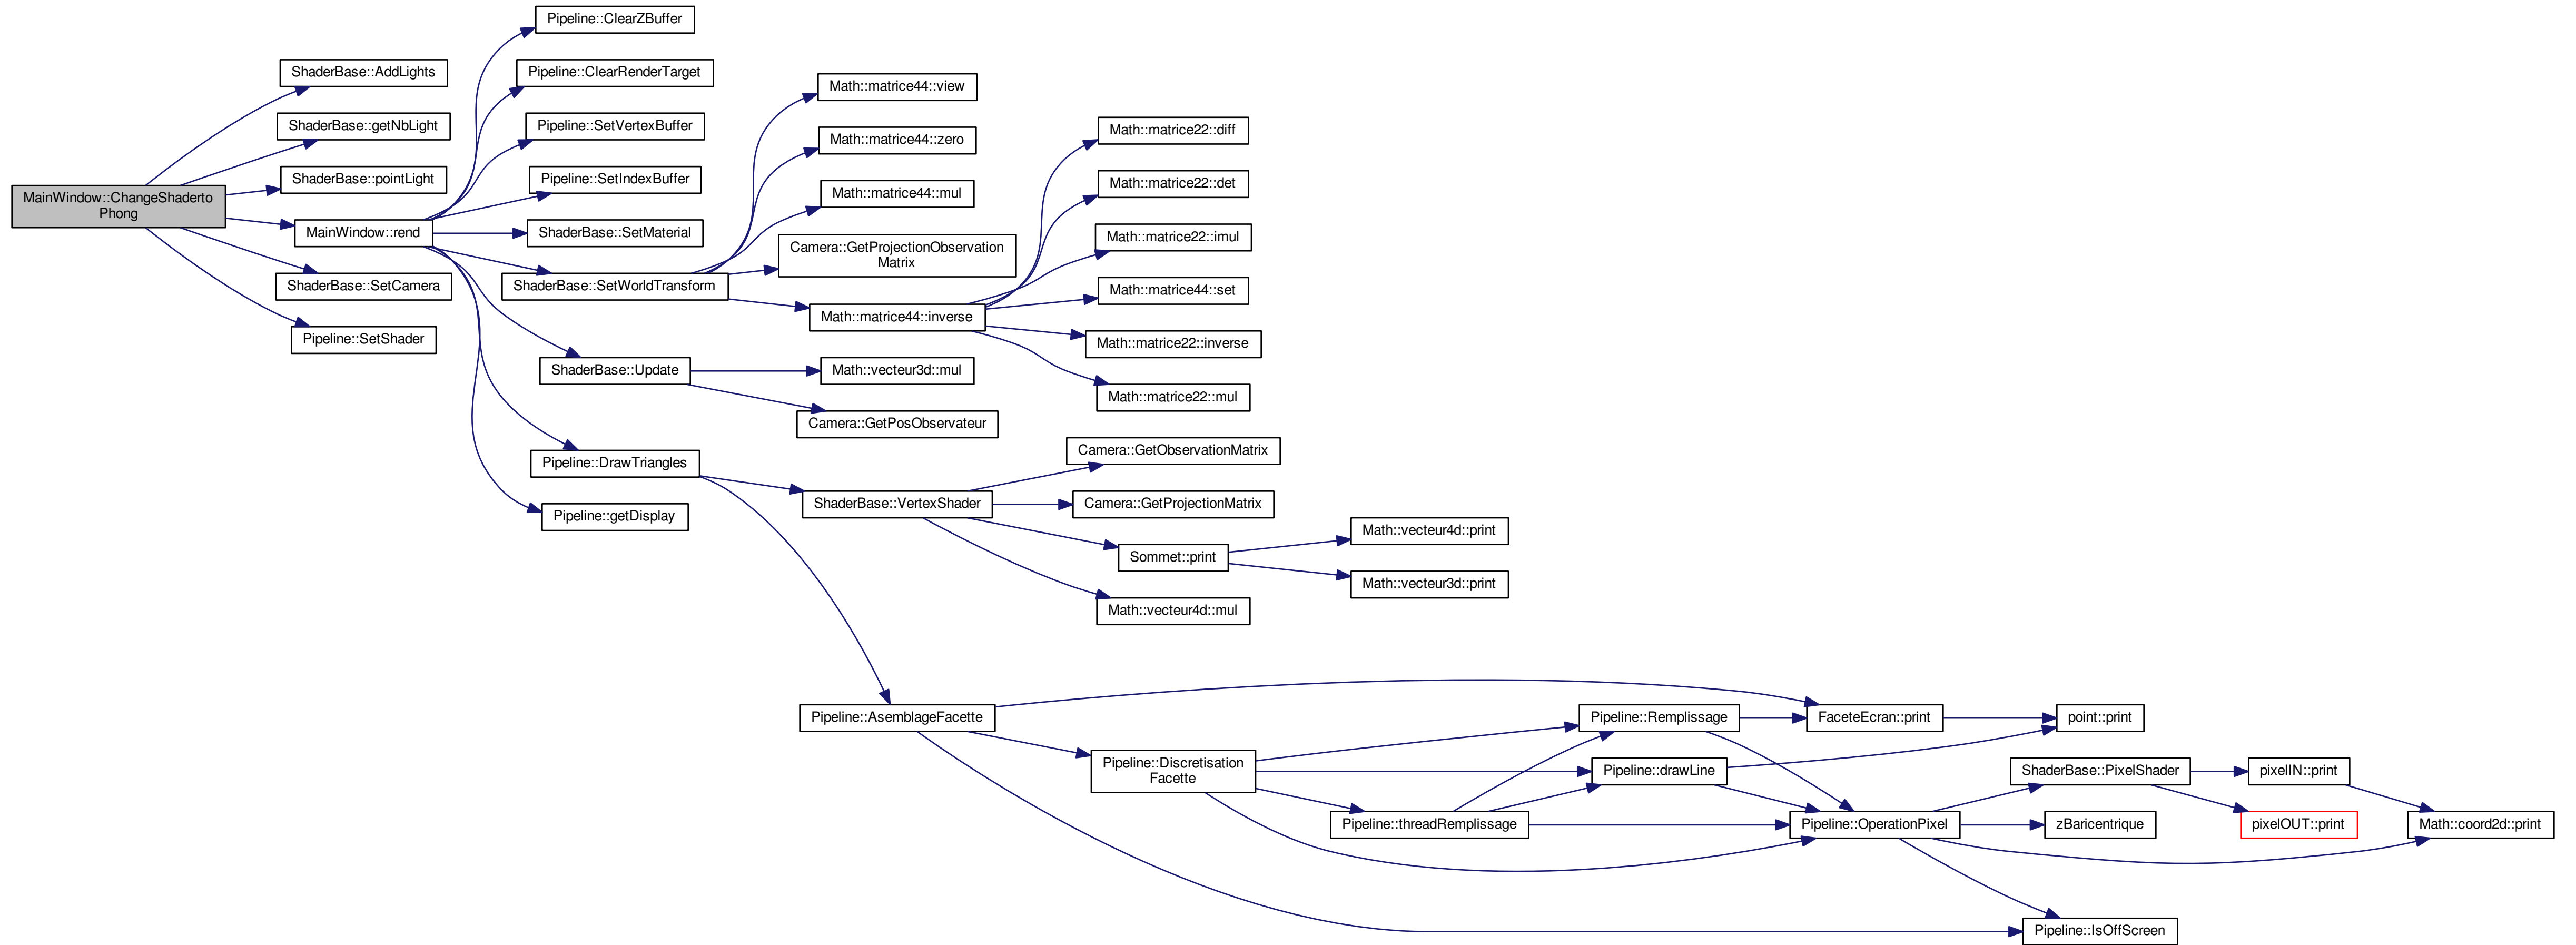 Pipeline::ClearZBuffer
ShaderBase::AddLights
Pipeline::ClearRenderTarget
Math::matrice44::view
ShaderBase::getNbLight
Pipeline::SetVertexBuffer
Math::matrice44::zero
Math::matrice22::diff
ShaderBase::pointLight
Pipeline::SetIndexBuffer
Math::matrice44::mul
Math::matrice22::det
MainWindow::ChangeShaderto
Phong
MainWindow::rend
ShaderBase::SetMaterial
Camera::GetProjectionObservation
Matrix
Math::matrice22::imul
ShaderBase::SetCamera
ShaderBase::SetWorldTransform
Math::matrice44::inverse
Math::matrice44::set
Pipeline::SetShader
Math::matrice22::inverse
ShaderBase::Update
Math::vecteur3d::mul
Math::matrice22::mul
Camera::GetPosObservateur
Pipeline::DrawTriangles
Camera::GetObservationMatrix
Pipeline::getDisplay
ShaderBase::VertexShader
Camera::GetProjectionMatrix
Sommet::print
Math::vecteur4d::print
Math::vecteur3d::print
Math::vecteur4d::mul
Pipeline::AsemblageFacette
Pipeline::Remplissage
FaceteEcran::print
point::print
Pipeline::Discretisation
Facette
Pipeline::drawLine
ShaderBase::PixelShader
pixelIN::print
Pipeline::threadRemplissage
Pipeline::OperationPixel
zBaricentrique
pixelOUT::print
Math::coord2d::print
Pipeline::IsOffScreen